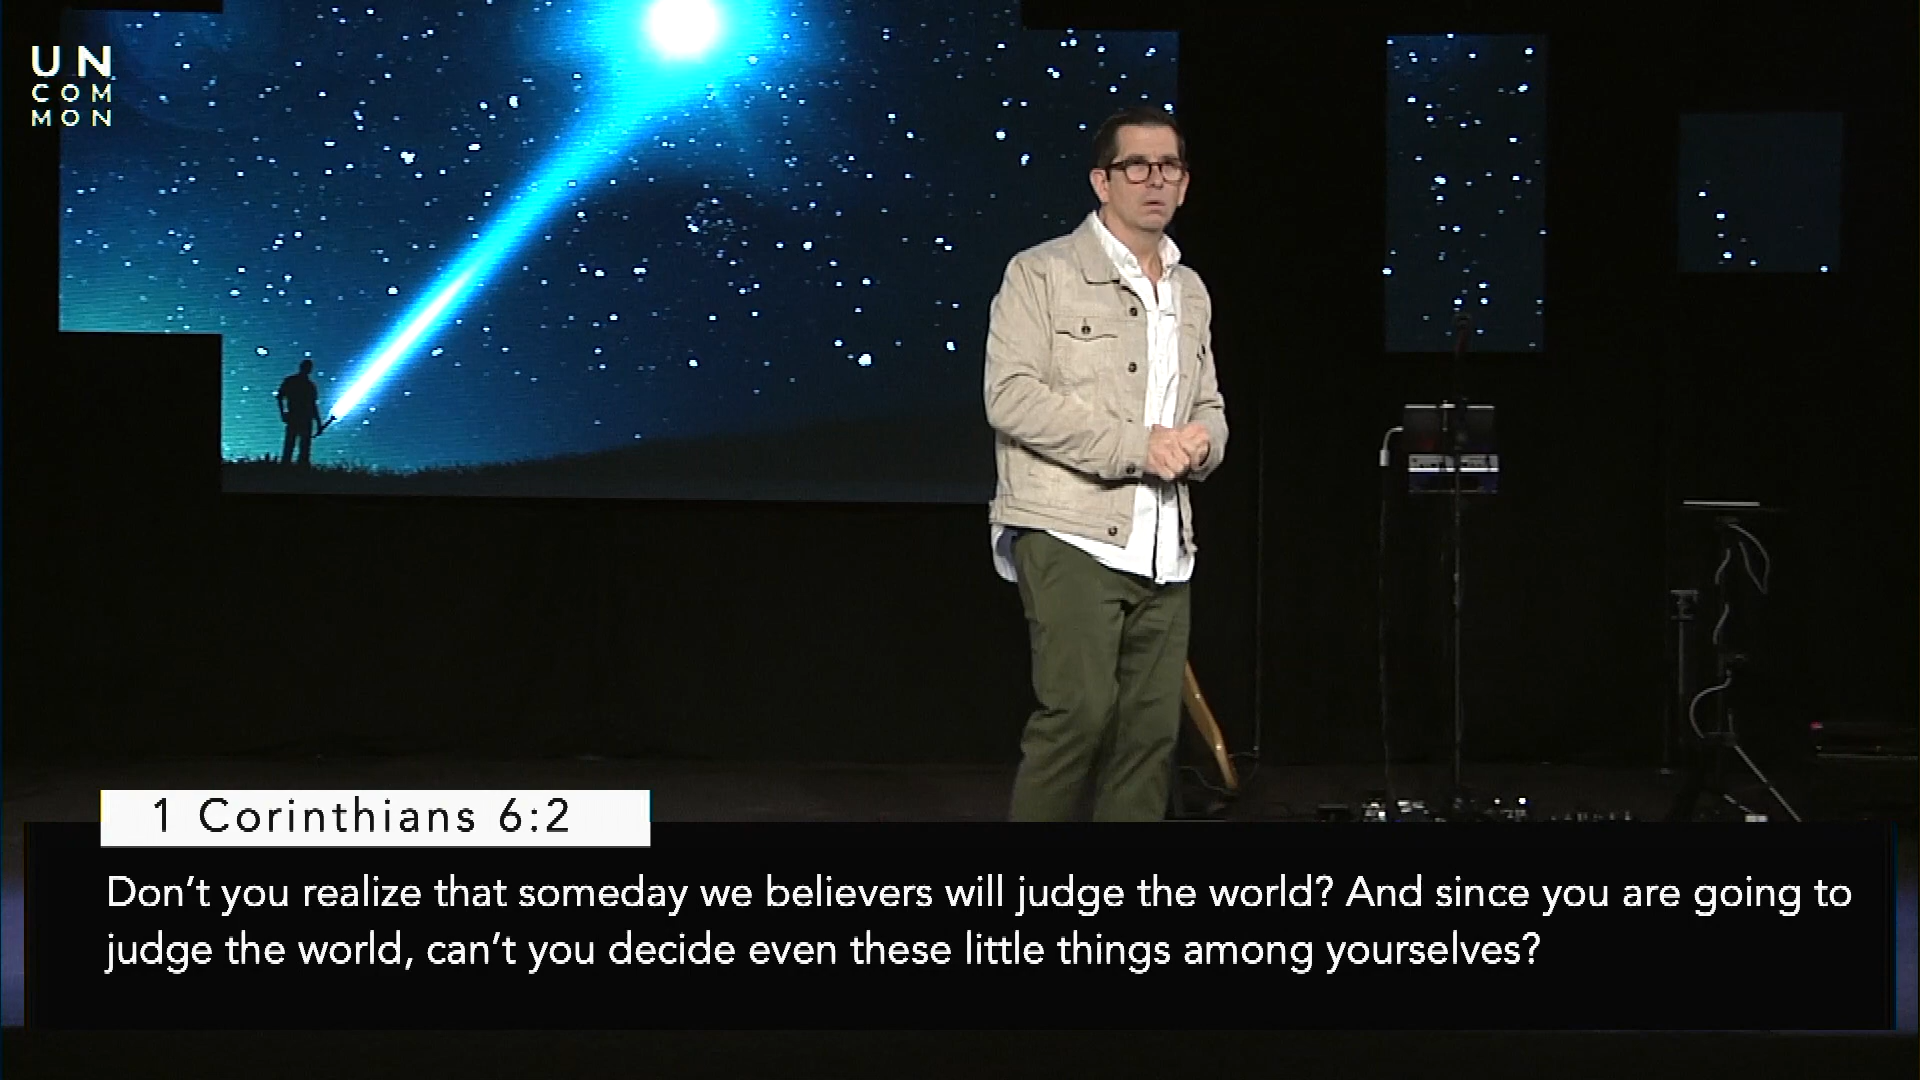 UN
COM
MON
1 Corinthians 6:2
Don't you realize that someday we believers will judge the world? And since you are going to
judge the world, can't you decide even these little things among yourselves?